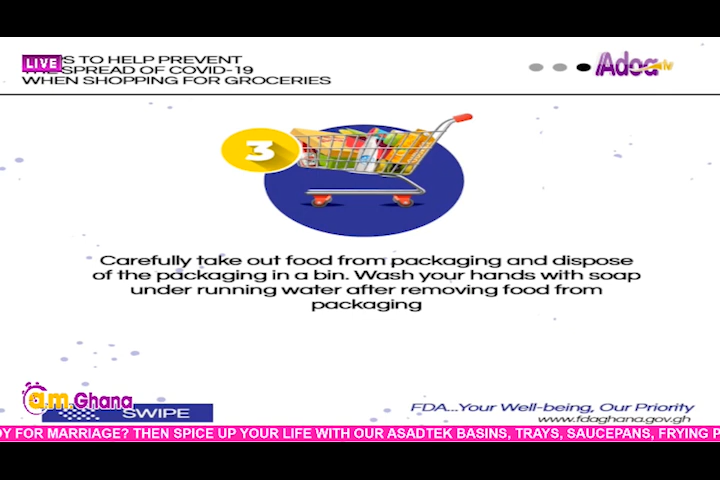 LIVE
TO HELP PREVENT
SPREAD OF COVID-19
WHEN SHOPPING FOR GROCERIES
Adoa tv
3
Carefully take out food from packaging and dispose
of the packaging in a bin. Wash your hands with soap
under running water after removing food from
packaging
a.m. Ghana
SWIPE
FDA...Your Well-being, Our Priority
www.fdaghana.gov.gh
FOR MARRIAGE? THEN SPICE UP YOUR LIFE WITH OUR ASADTEK BASINS, TRAYS, SAUCEPANS, FRYING